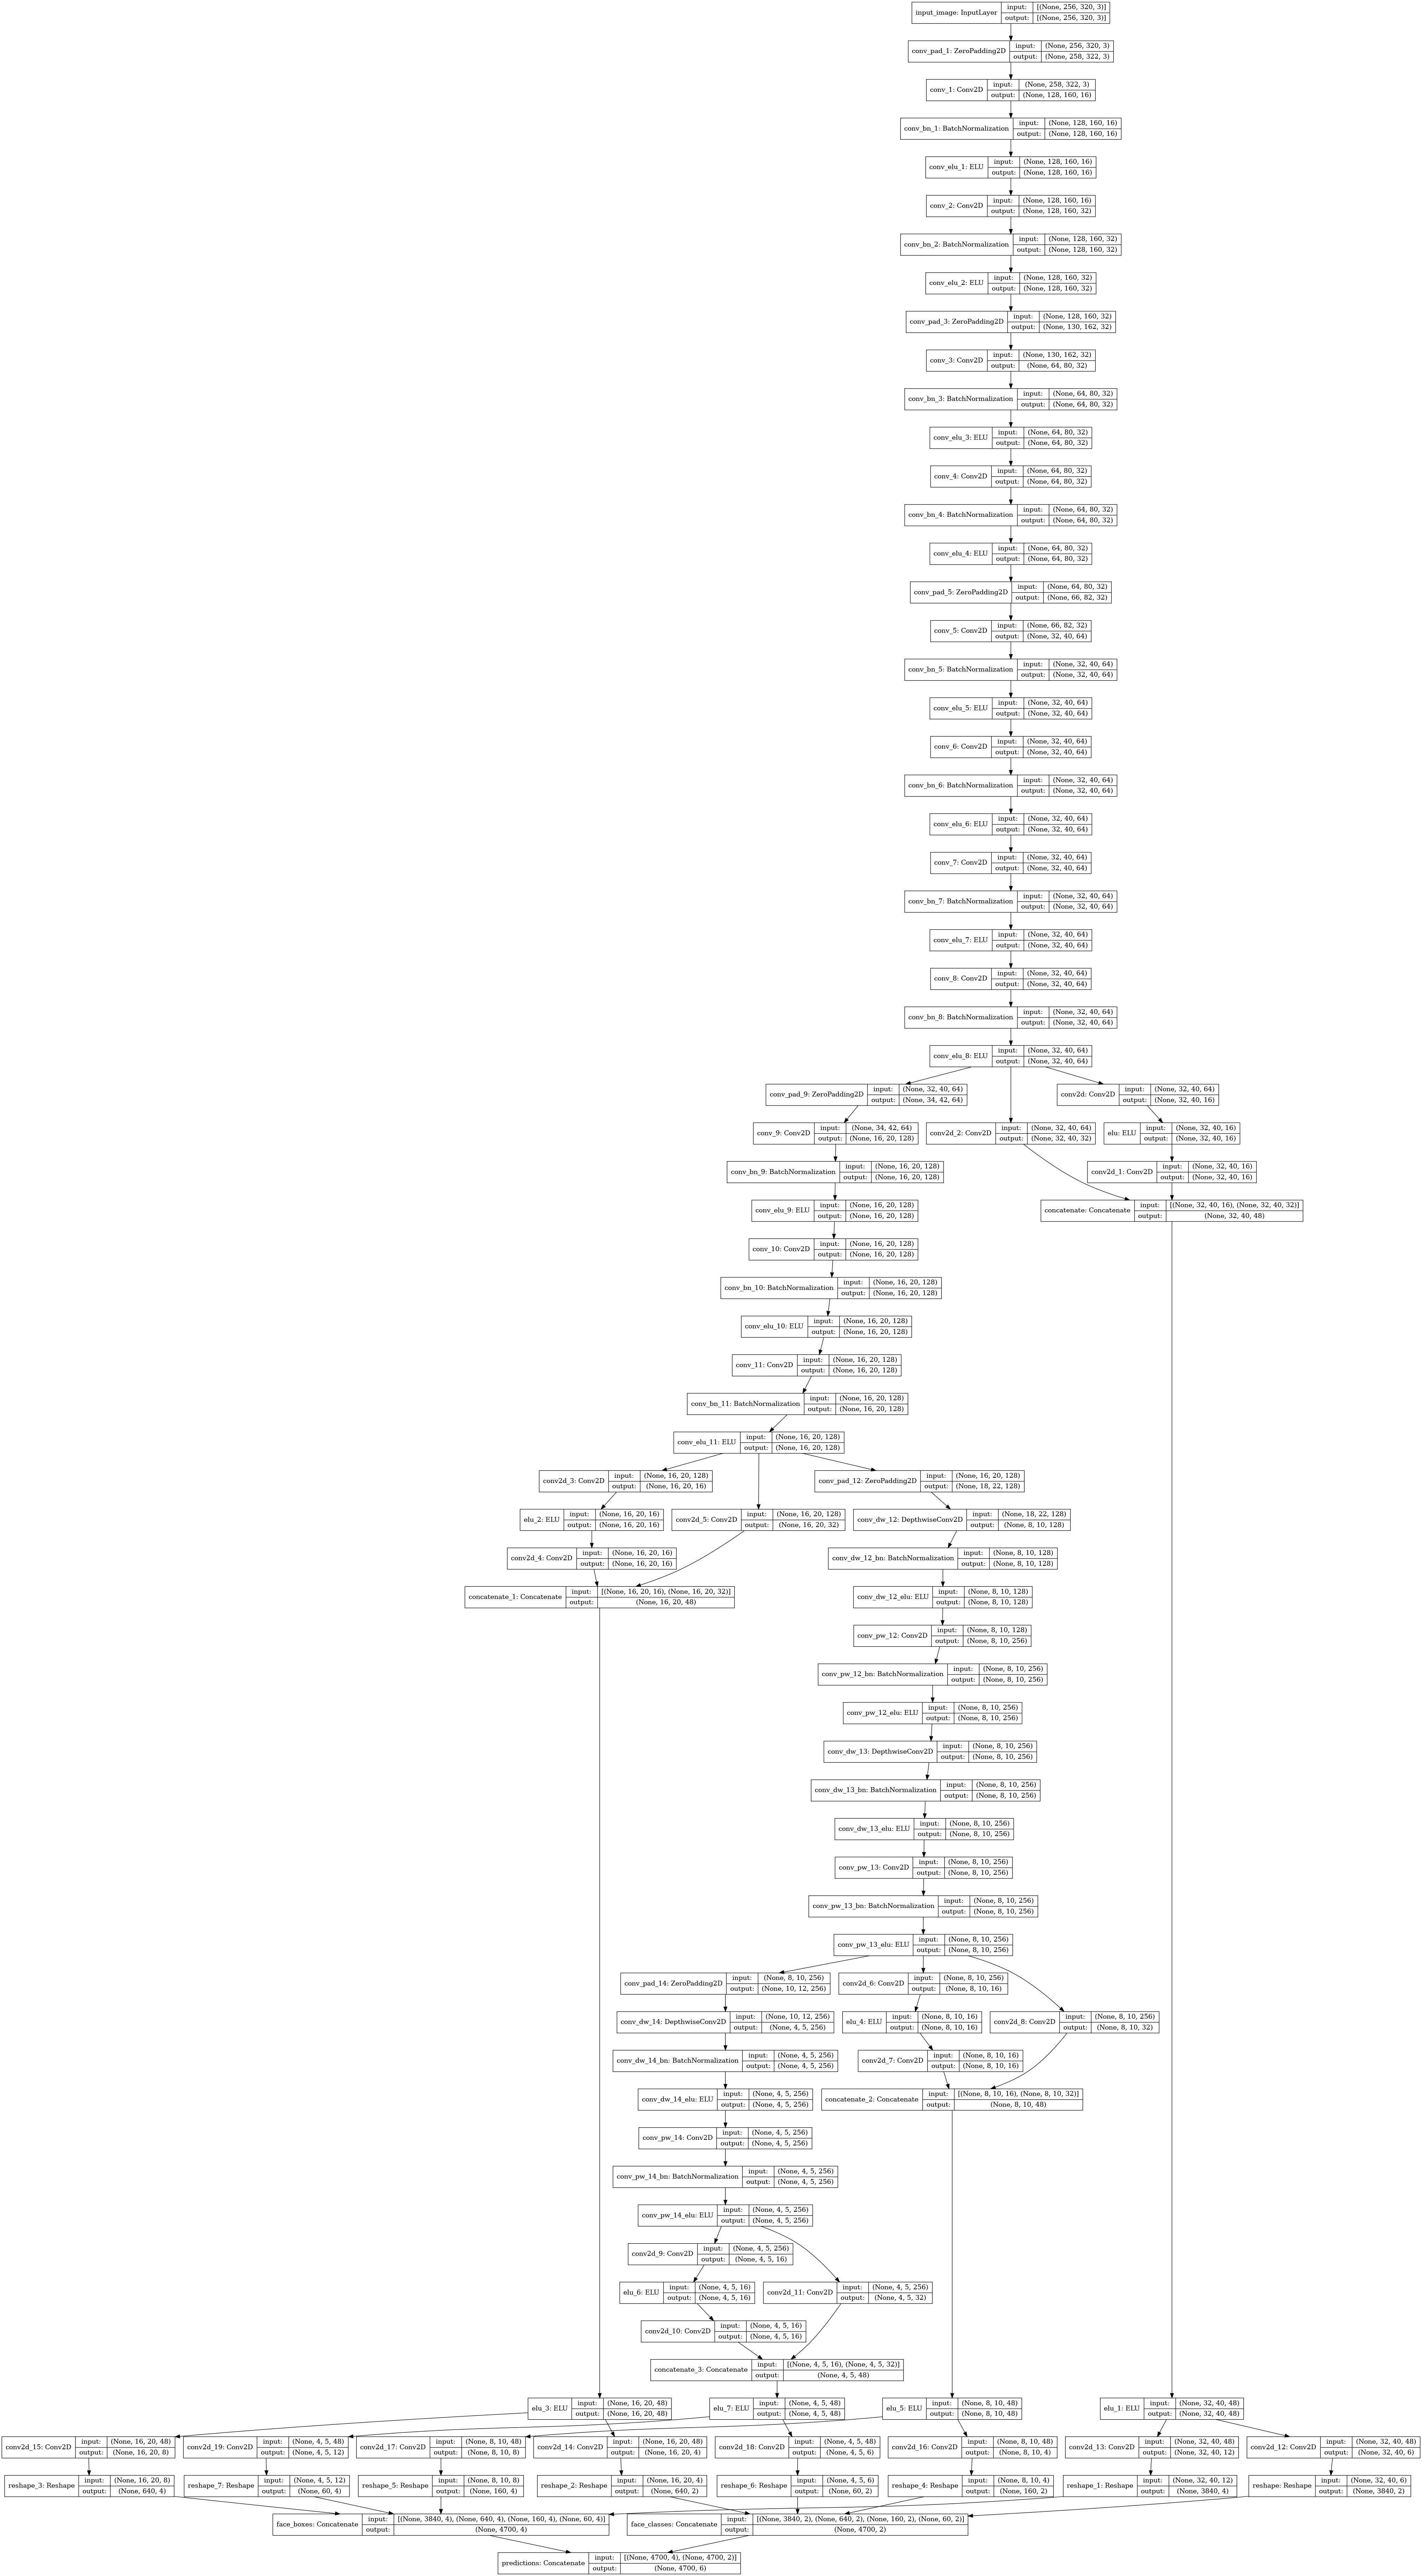 input_image: InputLayer
input: [(None, 256, 320, 3)]
output: [(None, 256, 320, 3)]
conv_pad_1: ZeroPadding2D
input: (None, 256, 320, 3)
output: (None, 258, 322, 3)
conv_1: Conv2D
input: (None, 258, 322, 3)
output: (None, 128, 160, 16)
conv_bn_1: BatchNormalization
input: (None, 128, 160, 16)
output: (None, 128, 160, 16)
conv_elu_1: ELU
input: (None, 128, 160, 16)
output: (None, 128, 160, 16)
conv_2: Conv2D
input: (None, 128, 160, 16)
output: (None, 128, 160, 32)
conv_bn_2: BatchNormalization
input: (None, 128, 160, 32)
output: (None, 128, 160, 32)
conv_elu_2: ELU
input: (None, 128, 160, 32)
output: (None, 128, 160, 32)
conv_pad_3: ZeroPadding2D
input: (None, 128, 160, 32)
output: (None, 130, 162, 32)
conv_3: Conv2D
input: (None, 130, 162, 32)
output: (None, 64, 80, 32)
conv_bn_3: BatchNormalization
input: (None, 64, 80, 32)
output: (None, 64, 80, 32)
conv_elu_3: ELU
input: (None, 64, 80, 32)
output: (None, 64, 80, 32)
conv_4: Conv2D
input: (None, 64, 80, 32)
output: (None, 64, 80, 32)
conv_bn_4: BatchNormalization
input: (None, 64, 80, 32)
output: (None, 64, 80, 32)
conv_elu_4: ELU
input: (None, 64, 80, 32)
output: (None, 64, 80, 32)
conv_pad_5: ZeroPadding2D
input: (None, 64, 80, 32)
output: (None, 66, 82, 32)
conv_5: Conv2D
input: (None, 66, 82, 32)
output: (None, 32, 40, 64)
conv_bn_5: BatchNormalization
input: (None, 32, 40, 64)
output: (None, 32, 40, 64)
conv_elu_5: ELU
input: (None, 32, 40, 64)
output: (None, 32, 40, 64)
conv_6: Conv2D
input: (None, 32, 40, 64)
output: (None, 32, 40, 64)
conv_bn_6: BatchNormalization
input: (None, 32, 40, 64)
output: (None, 32, 40, 64)
conv_elu_6: ELU
input: (None, 32, 40, 64)
output: (None, 32, 40, 64)
conv_7: Conv2D
input: (None, 32, 40, 64)
output: (None, 32, 40, 64)
conv_bn_7: BatchNormalization
input: (None, 32, 40, 64)
output: (None, 32, 40, 64)
conv_elu_7: ELU
input: (None, 32, 40, 64)
output: (None, 32, 40, 64)
conv_8: Conv2D
input: (None, 32, 40, 64)
output: (None, 32, 40, 64)
conv_bn_8: BatchNormalization
input: (None, 32, 40, 64)
output: (None, 32, 40, 64)
conv_elu_8: ELU
input: (None, 32, 40, 64)
output: (None, 32, 40, 64)
conv_pad_9: ZeroPadding2D
input: (None, 32, 40, 64)
output: (None, 34, 42, 64)
conv2d: Conv2D
input: (None, 32, 40, 64)
output: (None, 32, 40, 16)
conv_9: Conv2D
input: (None, 34, 42, 64)
output: (None, 16, 20, 128)
conv2d_2: Conv2D
input: (None, 32, 40, 64)
output: (None, 32, 40, 32)
elu: ELU
input: (None, 32, 40, 16)
output: (None, 32, 40, 16)
conv_bn_9: BatchNormalization
input: (None, 16, 20, 128)
output: (None, 16, 20, 128)
conv2d_1: Conv2D
input: (None, 32, 40, 16)
output: (None, 32, 40, 16)
conv_elu_9: ELU
input: (None, 16, 20, 128)
output: (None, 16, 20, 128)
concatenate: Concatenate
input: [(None, 32, 40, 16), (None, 32, 40, 32)]
output: (None, 32, 40, 48)
conv_10: Conv2D
input: (None, 16, 20, 128)
output: (None, 16, 20, 128)
conv_bn_10: BatchNormalization
input: (None, 16, 20, 128)
output: (None, 16, 20, 128)
conv_elu_10: ELU
input: (None, 16, 20, 128)
output: (None, 16, 20, 128)
conv_11: Conv2D
input: (None, 16, 20, 128)
output: (None, 16, 20, 128)
conv_bn_11: BatchNormalization
input: (None, 16, 20, 128)
output: (None, 16, 20, 128)
conv_elu_11: ELU
input: (None, 16, 20, 128)
output: (None, 16, 20, 128)
conv2d_3: Conv2D
input: (None, 16, 20, 128)
output: (None, 16, 20, 16)
conv_pad_12: ZeroPadding2D
input: (None, 16, 20, 128)
output: (None, 18, 22, 128)
elu_2: ELU
input: (None, 16, 20, 16)
output: (None, 16, 20, 16)
conv2d_5: Conv2D
input: (None, 16, 20, 128)
output: (None, 16, 20, 32)
conv_dw_12: DepthwiseConv2D
input: (None, 18, 22, 128)
output: (None, 8, 10, 128)
conv2d_4: Conv2D
input: (None, 16, 20, 16)
output: (None, 16, 20, 16)
conv_dw_12_bn: BatchNormalization
input: (None, 8, 10, 128)
output: (None, 8, 10, 128)
concatenate_1: Concatenate
input: [(None, 16, 20, 16), (None, 16, 20, 32)]
output: (None, 16, 20, 48)
conv_dw_12_elu: ELU
input: (None, 8, 10, 128)
output: (None, 8, 10, 128)
conv_pw_12: Conv2D
input: (None, 8, 10, 128)
output: (None, 8, 10, 256)
conv_pw_12_bn: BatchNormalization
input: (None, 8, 10, 256)
output: (None, 8, 10, 256)
conv_pw_12_elu: ELU
input: (None, 8, 10, 256)
output: (None, 8, 10, 256)
conv_dw_13: DepthwiseConv2D
input: (None, 8, 10, 256)
output: (None, 8, 10, 256)
conv_dw_13_bn: BatchNormalization
input: (None, 8, 10, 256)
output: (None, 8, 10, 256)
conv_dw_13_elu: ELU
input: (None, 8, 10, 256)
output: (None, 8, 10, 256)
conv_pw_13: Conv2D
input: (None, 8, 10, 256)
output: (None, 8, 10, 256)
conv_pw_13_bn: BatchNormalization
input: (None, 8, 10, 256)
output: (None, 8, 10, 256)
conv_pw_13_elu: ELU
input: (None, 8, 10, 256)
output: (None, 8, 10, 256)
conv_pad_14: ZeroPadding2D
input: (None, 8, 10, 256)
output: (None, 10, 12, 256)
conv2d_6: Conv2D
input: (None, 8, 10, 256)
output: (None, 8, 10, 16)
conv_dw_14: DepthwiseConv2D
input: (None, 10, 12, 256)
output: (None, 4, 5, 256)
elu_4: ELU
input: (None, 8, 10, 16)
output: (None, 8, 10, 16)
conv2d_8: Conv2D
input: (None, 8, 10, 256)
output: (None, 8, 10, 32)
conv_dw_14_bn: BatchNormalization
input: (None, 4, 5, 256)
output: (None, 4, 5, 256)
conv2d_7: Conv2D
input: (None, 8, 10, 16)
output: (None, 8, 10, 16)
conv_dw_14_elu: ELU
input: (None, 4, 5, 256)
output: (None, 4, 5, 256)
concatenate_2: Concatenate
input: [(None, 8, 10, 16), (None, 8, 10, 32)]
output: (None, 8, 10, 48)
conv_pw_14: Conv2D
input: (None, 4, 5, 256)
output: (None, 4, 5, 256)
conv_pw_14_bn: BatchNormalization
input: (None, 4, 5, 256)
output: (None, 4, 5, 256)
conv_pw_14_elu: ELU
input: (None, 4, 5, 256)
output: (None, 4, 5, 256)
conv2d_9: Conv2D
input: (None, 4, 5, 256)
output: (None, 4, 5, 16)
elu_6: ELU
input: (None, 4, 5, 16)
output: (None, 4, 5, 16)
conv2d_11: Conv2D
input: (None, 4, 5, 256)
output: (None, 4, 5, 32)
conv2d_10: Conv2D
input: (None, 4, 5, 16)
output: (None, 4, 5, 16)
concatenate_3: Concatenate
input: [(None, 4, 5, 16), (None, 4, 5, 32)]
output: (None, 4, 5, 48)
elu_3: ELU
input: (None, 16, 20, 48)
output: (None, 16, 20, 48)
elu_7: ELU
input: (None, 4, 5, 48)
output: (None, 4, 5, 48)
elu_5: ELU
input: (None, 8, 10, 48)
output: (None, 8, 10, 48)
elu_1: ELU
input: (None, 32, 40, 48)
output: (None, 32, 40, 48)
conv2d_15: Conv2D
input: (None, 16, 20, 48)
output: (None, 16, 20, 8)
conv2d_19: Conv2D
input: (None, 4, 5, 48)
output: (None, 4, 5, 12)
conv2d_17: Conv2D
input: (None, 8, 10, 48)
output: (None, 8, 10, 8)
conv2d_14: Conv2D
input: (None, 16, 20, 48)
output: (None, 16, 20, 4)
conv2d_18: Conv2D
input: (None, 4, 5, 48)
output: (None, 4, 5, 6)
conv2d_16: Conv2D
input: (None, 8, 10, 48)
output: (None, 8, 10, 4)
conv2d_13: Conv2D
input: (None, 32, 40, 48)
output: (None, 32, 40, 12)
conv2d_12: Conv2D
input: (None, 32, 40, 48)
output: (None, 32, 40, 6)
reshape_3: Reshape
input: (None, 16, 20, 8)
output: (None, 640, 4)
reshape_7: Reshape
input: (None, 4, 5, 12)
output: (None, 60, 4)
reshape_5: Reshape
input: (None, 8, 10, 8)
output: (None, 160, 4)
reshape_2: Reshape
input: (None, 16, 20, 4)
output: (None, 640, 2)
reshape_6: Reshape
input: (None, 4, 5, 6)
output: (None, 60, 2)
reshape_4: Reshape
input: (None, 8, 10, 4)
output: (None, 160, 2)
reshape_1: Reshape
input: (None, 32, 40, 12)
output: (None, 3840, 4)
reshape: Reshape
input: (None, 32, 40, 6)
output: (None, 3840, 2)
face_boxes: Concatenate
input: [(None, 3840, 4), (None, 640, 4), (None, 160, 4), (None, 60, 4)]
output: (None, 4700, 4)
face_classes: Concatenate
input: [(None, 3840, 2), (None, 640, 2), (None, 160, 2), (None, 60, 2)]
output: (None, 4700, 2)
predictions: Concatenate
input: [(None, 4700, 4), (None, 4700, 2)]
output: (None, 4700, 6)